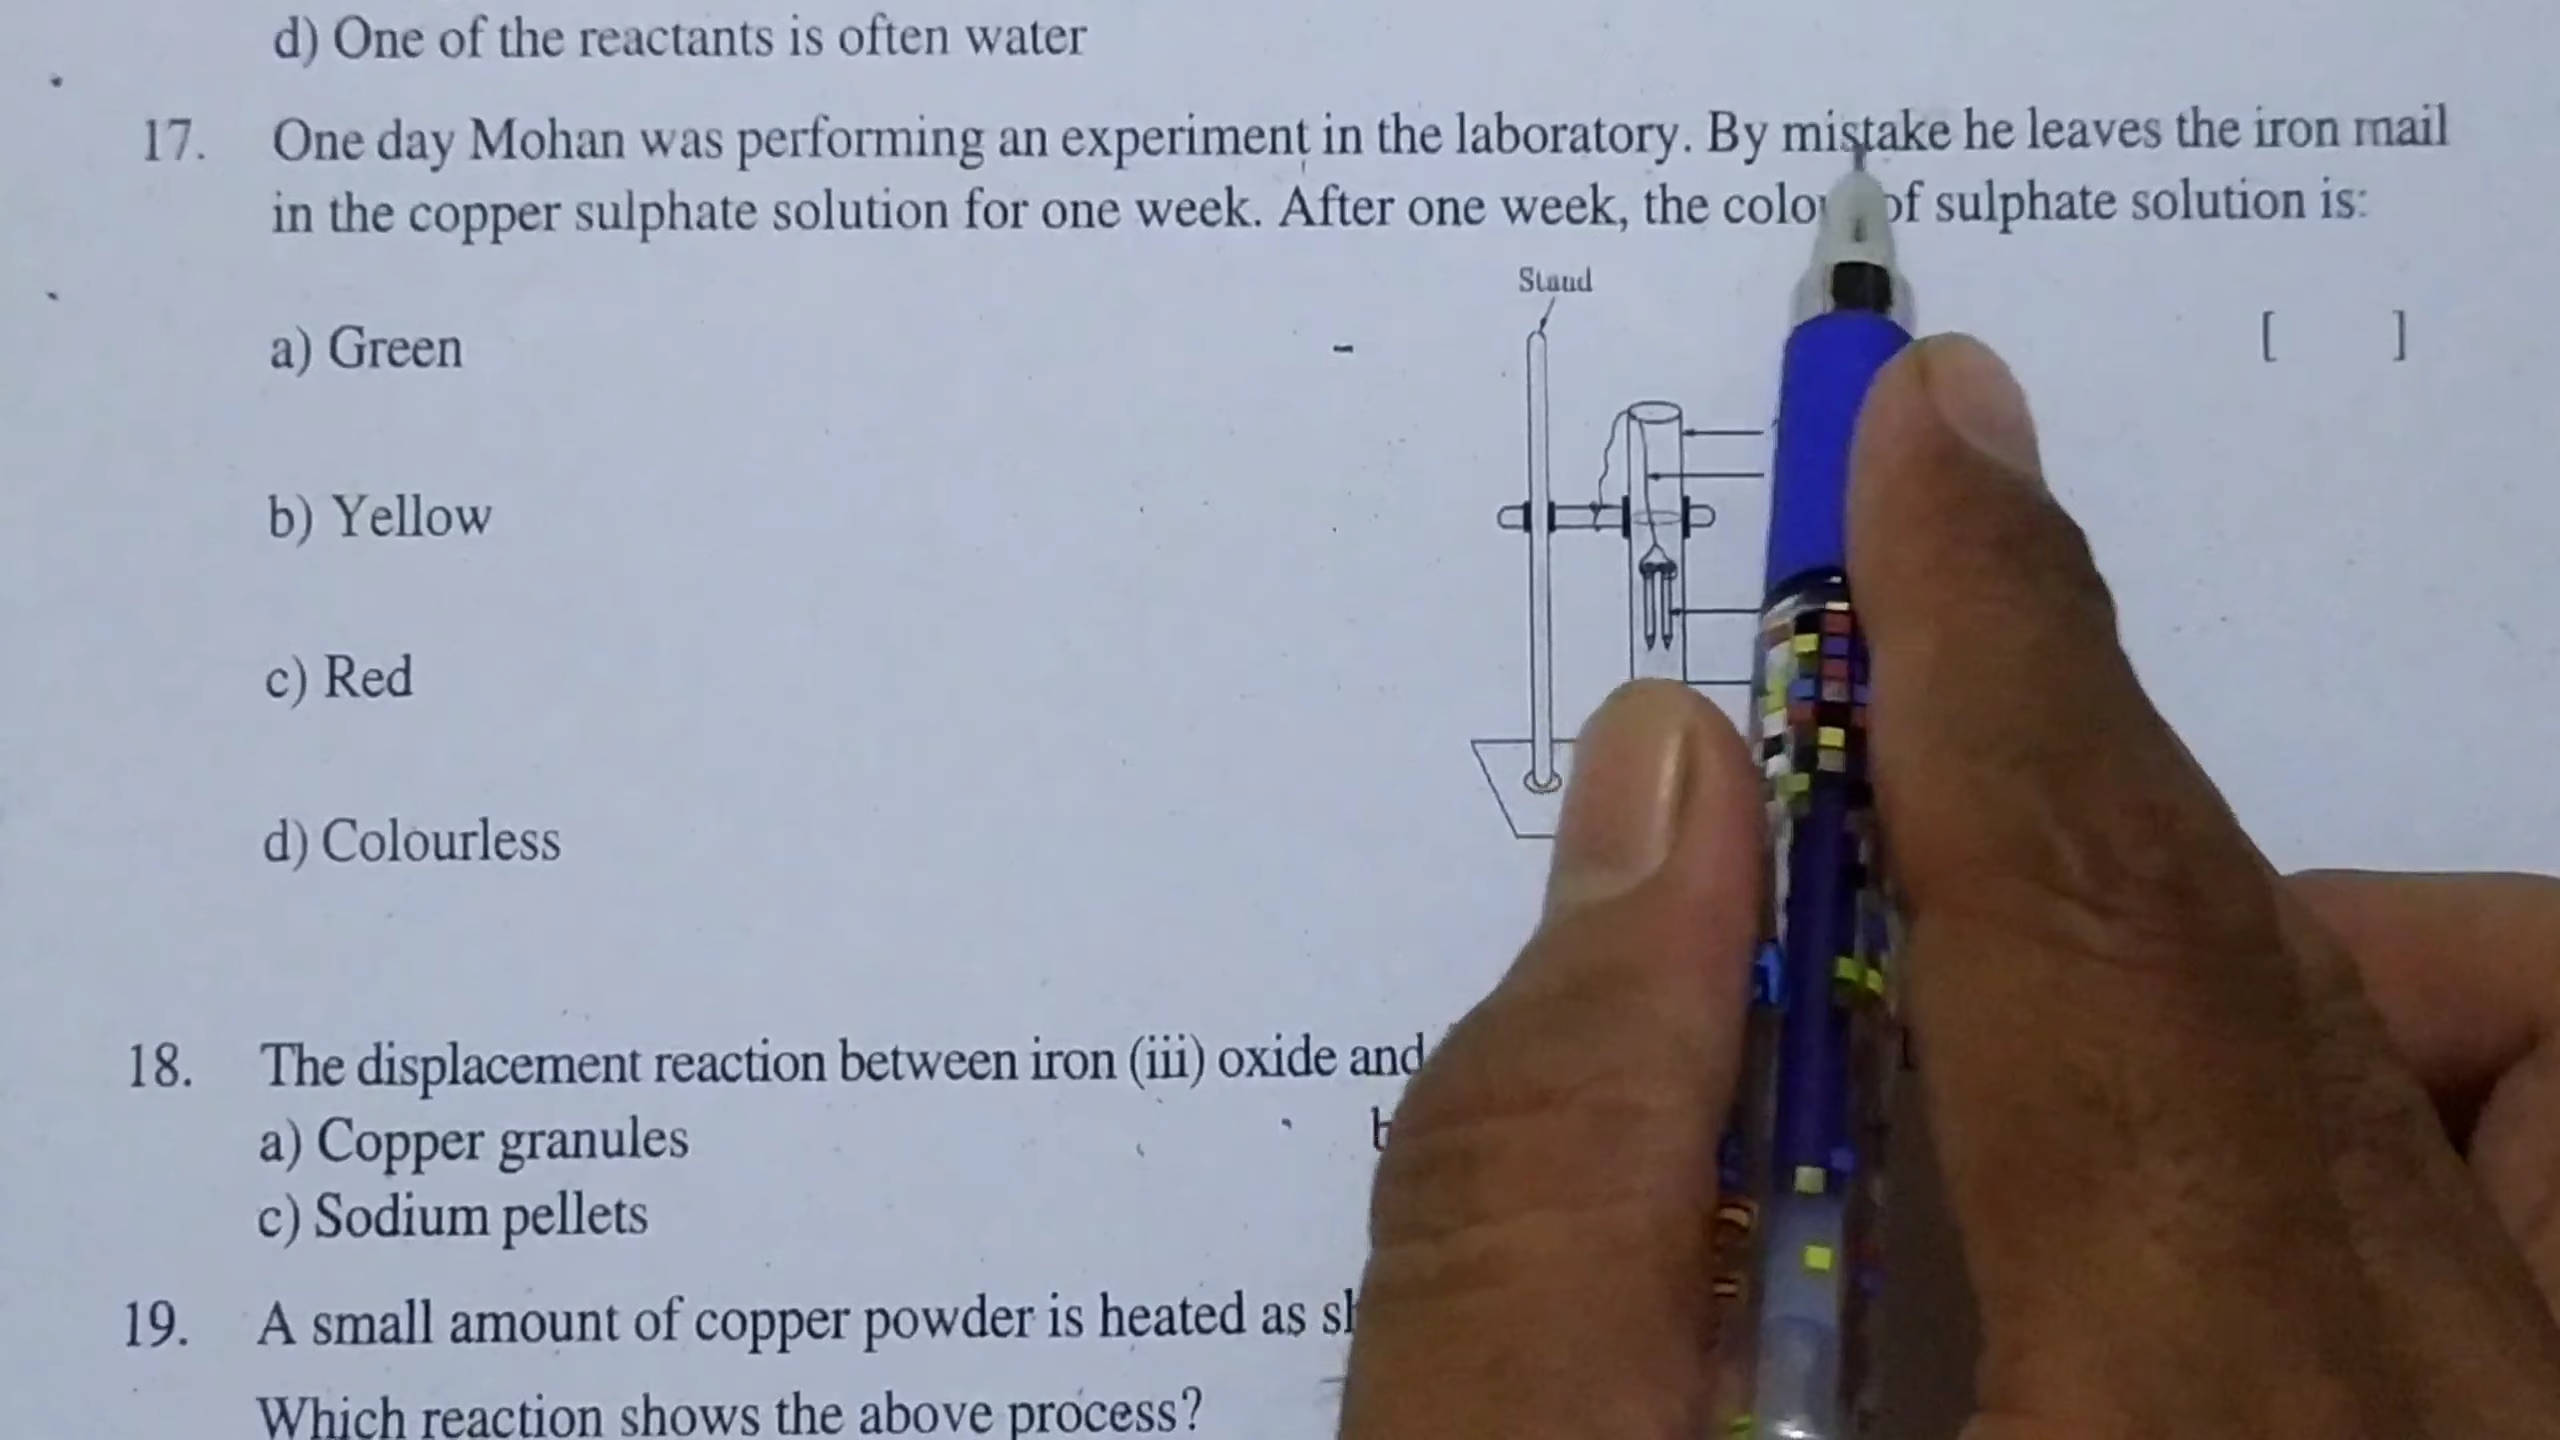 d) One of the reactants is often water
17. One day Mohan was performing an experiment in the laboratory. By mistake he leaves the iron mail
in the copper sulphate solution for one week. After one week, the of sulphate solution is:
Stand
a) Green [ ]
b) Yellow
c) Red
d) Colourless
18. The displacement reaction between iron (iii) oxide and
a) Copper granules
c) Sodium pellets
19. A small amount of copper powder is heated as
Which reaction shows the above process?